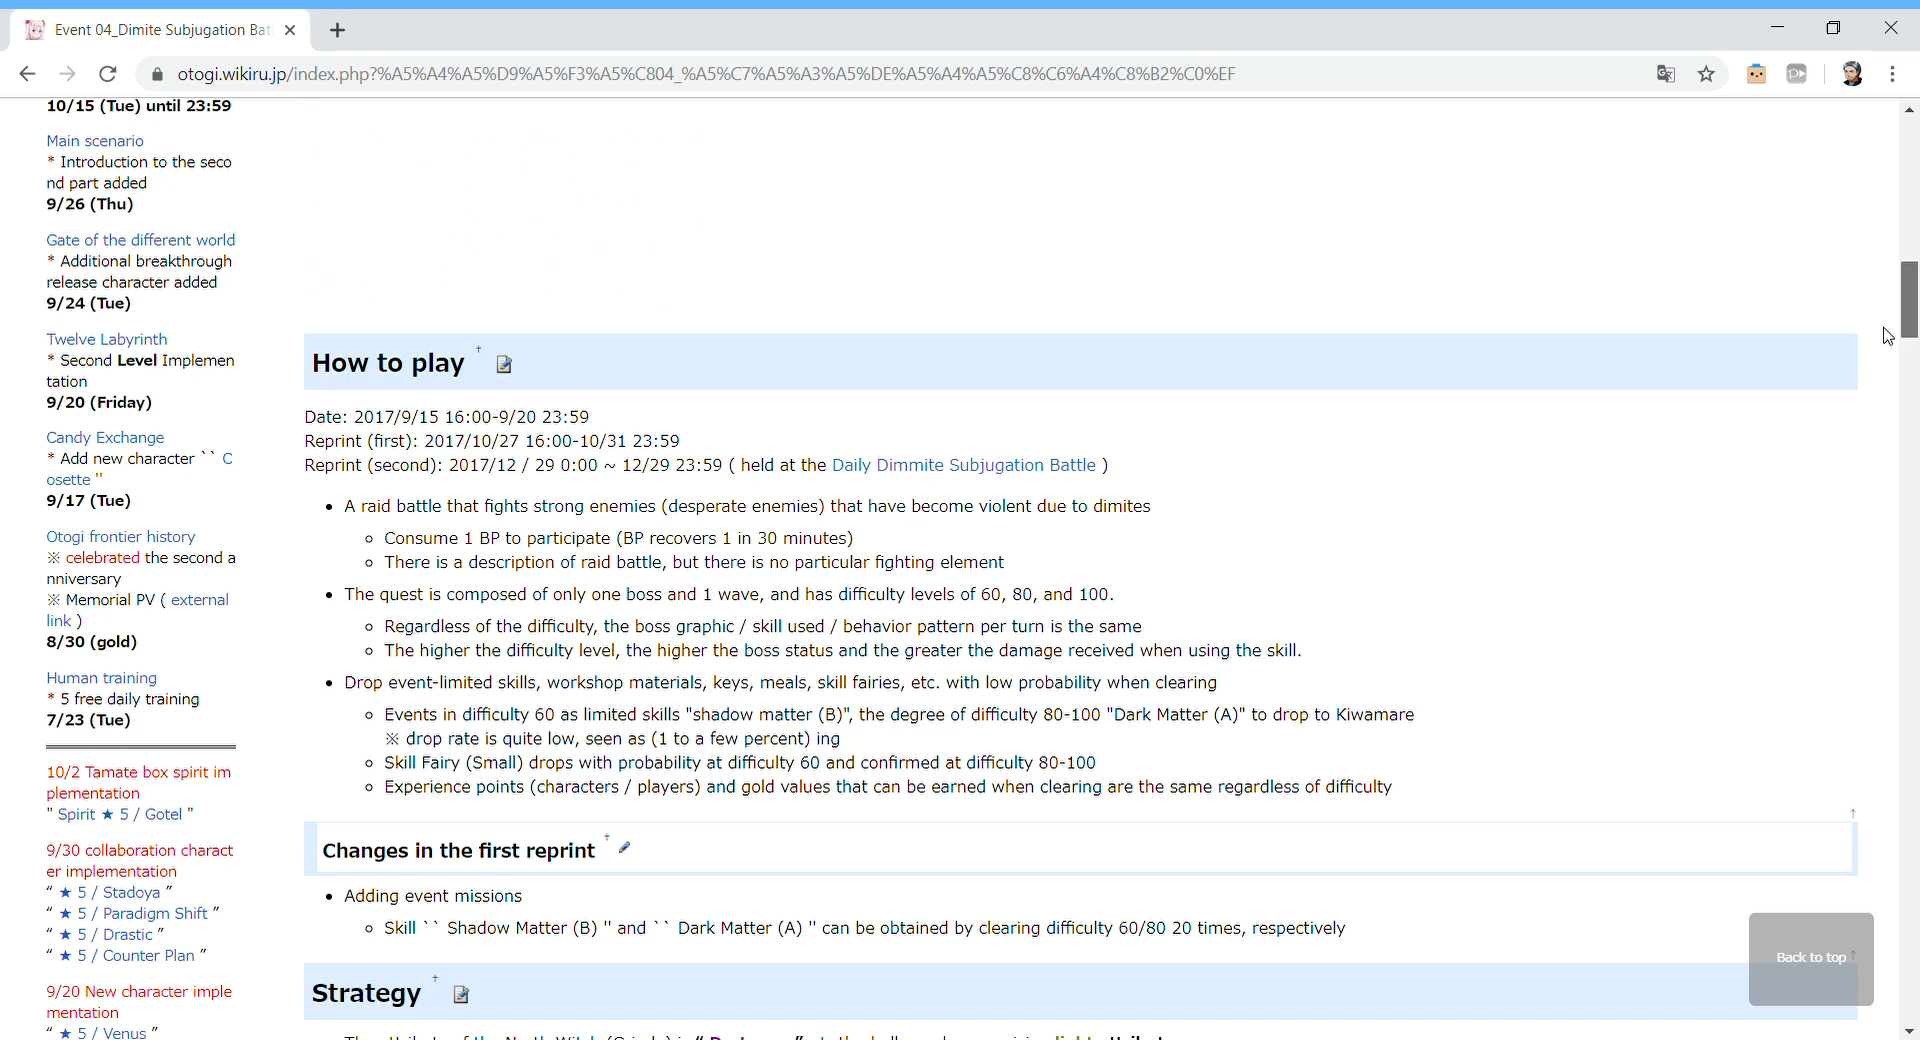 Event 04_Dimite Subjugation Bat
otogi.wikiru.jp/index.php?%A5%A4%A5%D9%A5%F3%A5%C804_%A5%C7%A5%A3%A5%DE%A5%A4%A5%C8%C6%A4%C8%B2%C0%EF
10/15 (Tue) until 23:59
Main scenario
* Introduction to the seco
nd part added
9/26 (Thu)
Gate of the different world
* Additional breakthrough
release character added
9/24 (Tue)
Twelve Labyrinth
* Second Level Implemen
tation
9/20 (Friday)
Candy Exchange
* Add new character `` C
osette ''
9/17 (Tue)
Otogi frontier history
※ celebrated the second a
nniversary
※ Memorial PV ( external
link )
8/30 (gold)
Human training
* 5 free daily training
7/23 (Tue)
10/2 Tamate box spirit im
plementation
" Spirit ★ 5 / Gotel "
9/30 collaboration charact
er implementation
“ ★ 5 / Stadoya ”
“ ★ 5 / Paradigm Shift ”
“ ★ 5 / Drastic ”
“ ★ 5 / Counter Plan ”
9/20 New character imple
mentation
“ ★ 5 / Venus ”
How to play †
Date: 2017/9/15 16:00-9/20 23:59
Reprint (first): 2017/10/27 16:00-10/31 23:59
Reprint (second): 2017/12 / 29 0:00 ~ 12/29 23:59 ( held at the Daily Dimmite Subjugation Battle )
• A raid battle that fights strong enemies (desperate enemies) that have become violent due to dimites
○ Consume 1 BP to participate (BP recovers 1 in 30 minutes)
○ There is a description of raid battle, but there is no particular fighting element
• The quest is composed of only one boss and 1 wave, and has difficulty levels of 60, 80, and 100.
○ Regardless of the difficulty, the boss graphic / skill used / behavior pattern per turn is the same
○ The higher the difficulty level, the higher the boss status and the greater the damage received when using the skill.
• Drop event-limited skills, workshop materials, keys, meals, skill fairies, etc. with low probability when clearing
○ Events in difficulty 60 as limited skills "shadow matter (B)", the degree of difficulty 80-100 "Dark Matter (A)" to drop to Kiwamare
※ drop rate is quite low, seen as (1 to a few percent) ing
○ Skill Fairy (Small) drops with probability at difficulty 60 and confirmed at difficulty 80-100
○ Experience points (characters / players) and gold values that can be earned when clearing are the same regardless of difficulty
↑
Changes in the first reprint †
• Adding event missions
○ Skill `` Shadow Matter (B) '' and `` Dark Matter (A) '' can be obtained by clearing difficulty 60/80 20 times, respectively
Back to top ↑
Strategy †